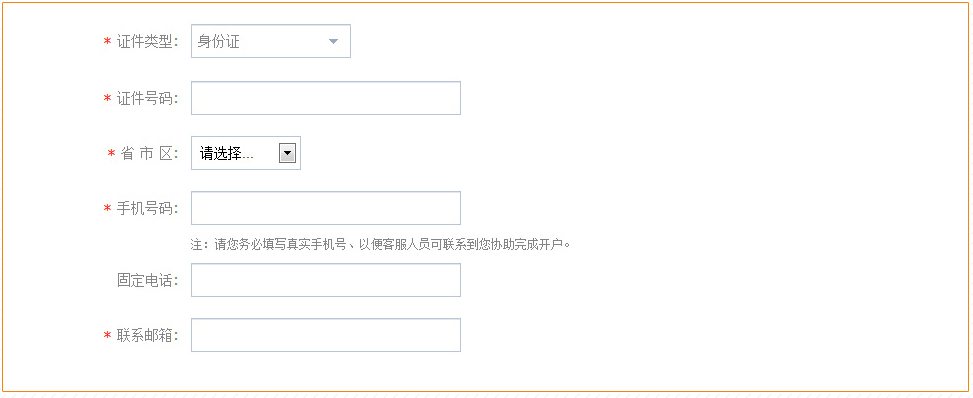 * 证件类型: 身份证
* 证件号码:
* 省 市 区: 请选择...
* 手机号码:
注：请您务必填写真实手机号、以便客服人员可联系到您协助完成开户。
固定电话:
* 联系邮箱: